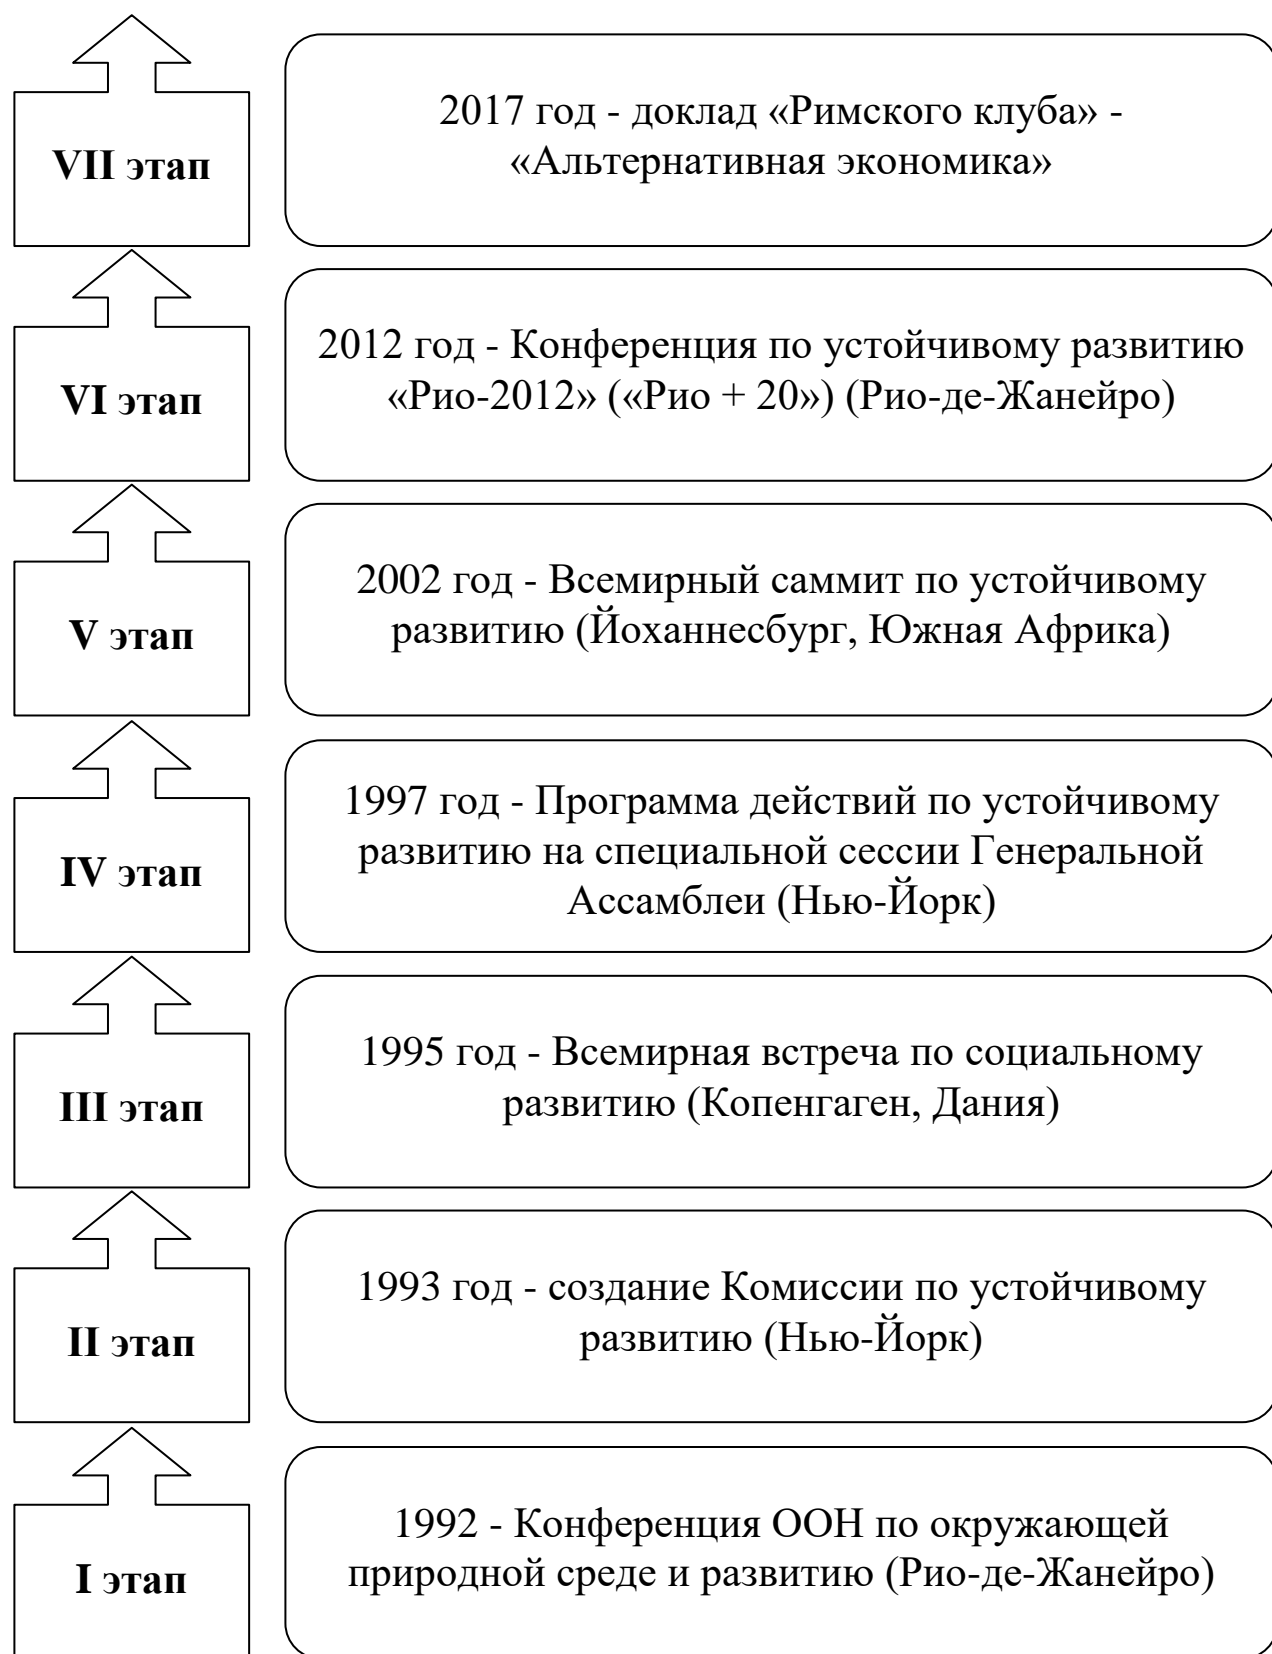 VII этап
2017 год - доклад «Римского клуба» -
«Альтернативная экономика»
VI этап
2012 год - Конференция по устойчивому развитию
«Рио-2012» («Рио + 20») (Рио-де-Жанейро)
V этап
2002 год - Всемирный саммит по устойчивому
развитию (Йоханнесбург, Южная Африка)
IV этап
1997 год - Программа действий по устойчивому
развитию на специальной сессии Генеральной
Ассамблеи (Нью-Йорк)
III этап
1995 год - Всемирная встреча по социальному
развитию (Копенгаген, Дания)
II этап
1993 год - создание Комиссии по устойчивому
развитию (Нью-Йорк)
I этап
1992 - Конференция ООН по окружающей
природной среде и развитию (Рио-де-Жанейро)